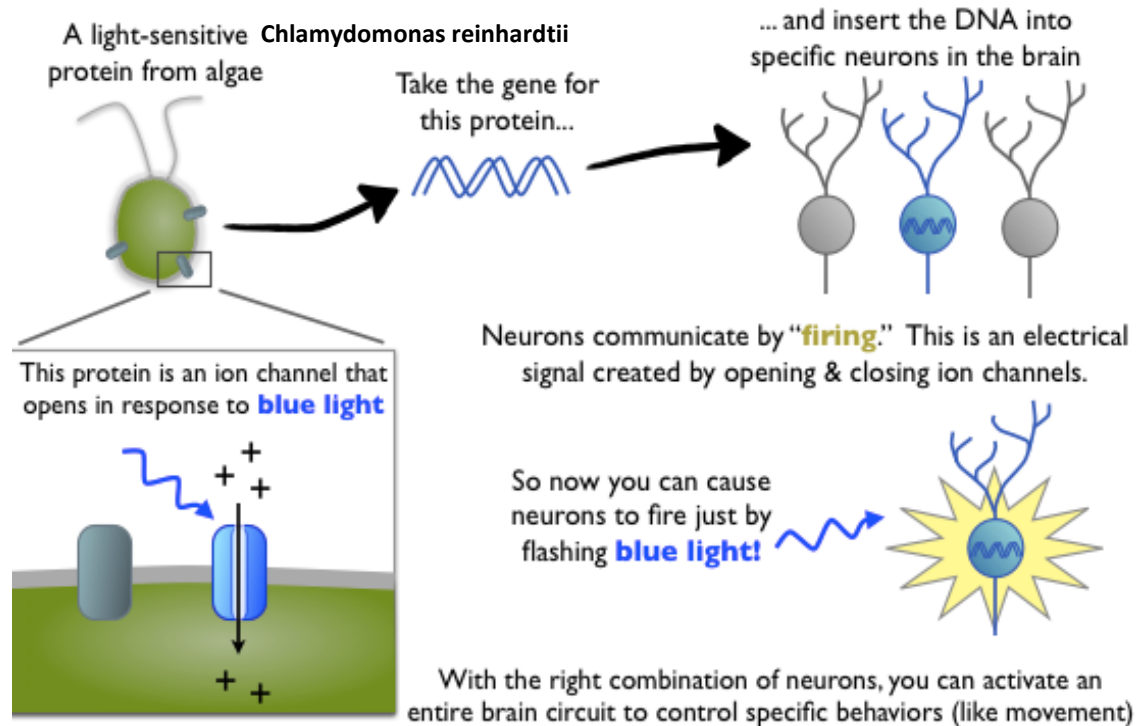 A light-sensitive
protein from algae
Chlamydomonas reinhardtii
Take the gene for
this protein...
... and insert the DNA into
specific neurons in the brain
This protein is an ion channel that
opens in response to blue light
+
+
+
+
+
Neurons communicate by “firing.” This is an electrical
signal created by opening & closing ion channels.
So now you can cause
neurons to fire just by
flashing blue light!
With the right combination of neurons, you can activate an
entire brain circuit to control specific behaviors (like movement)